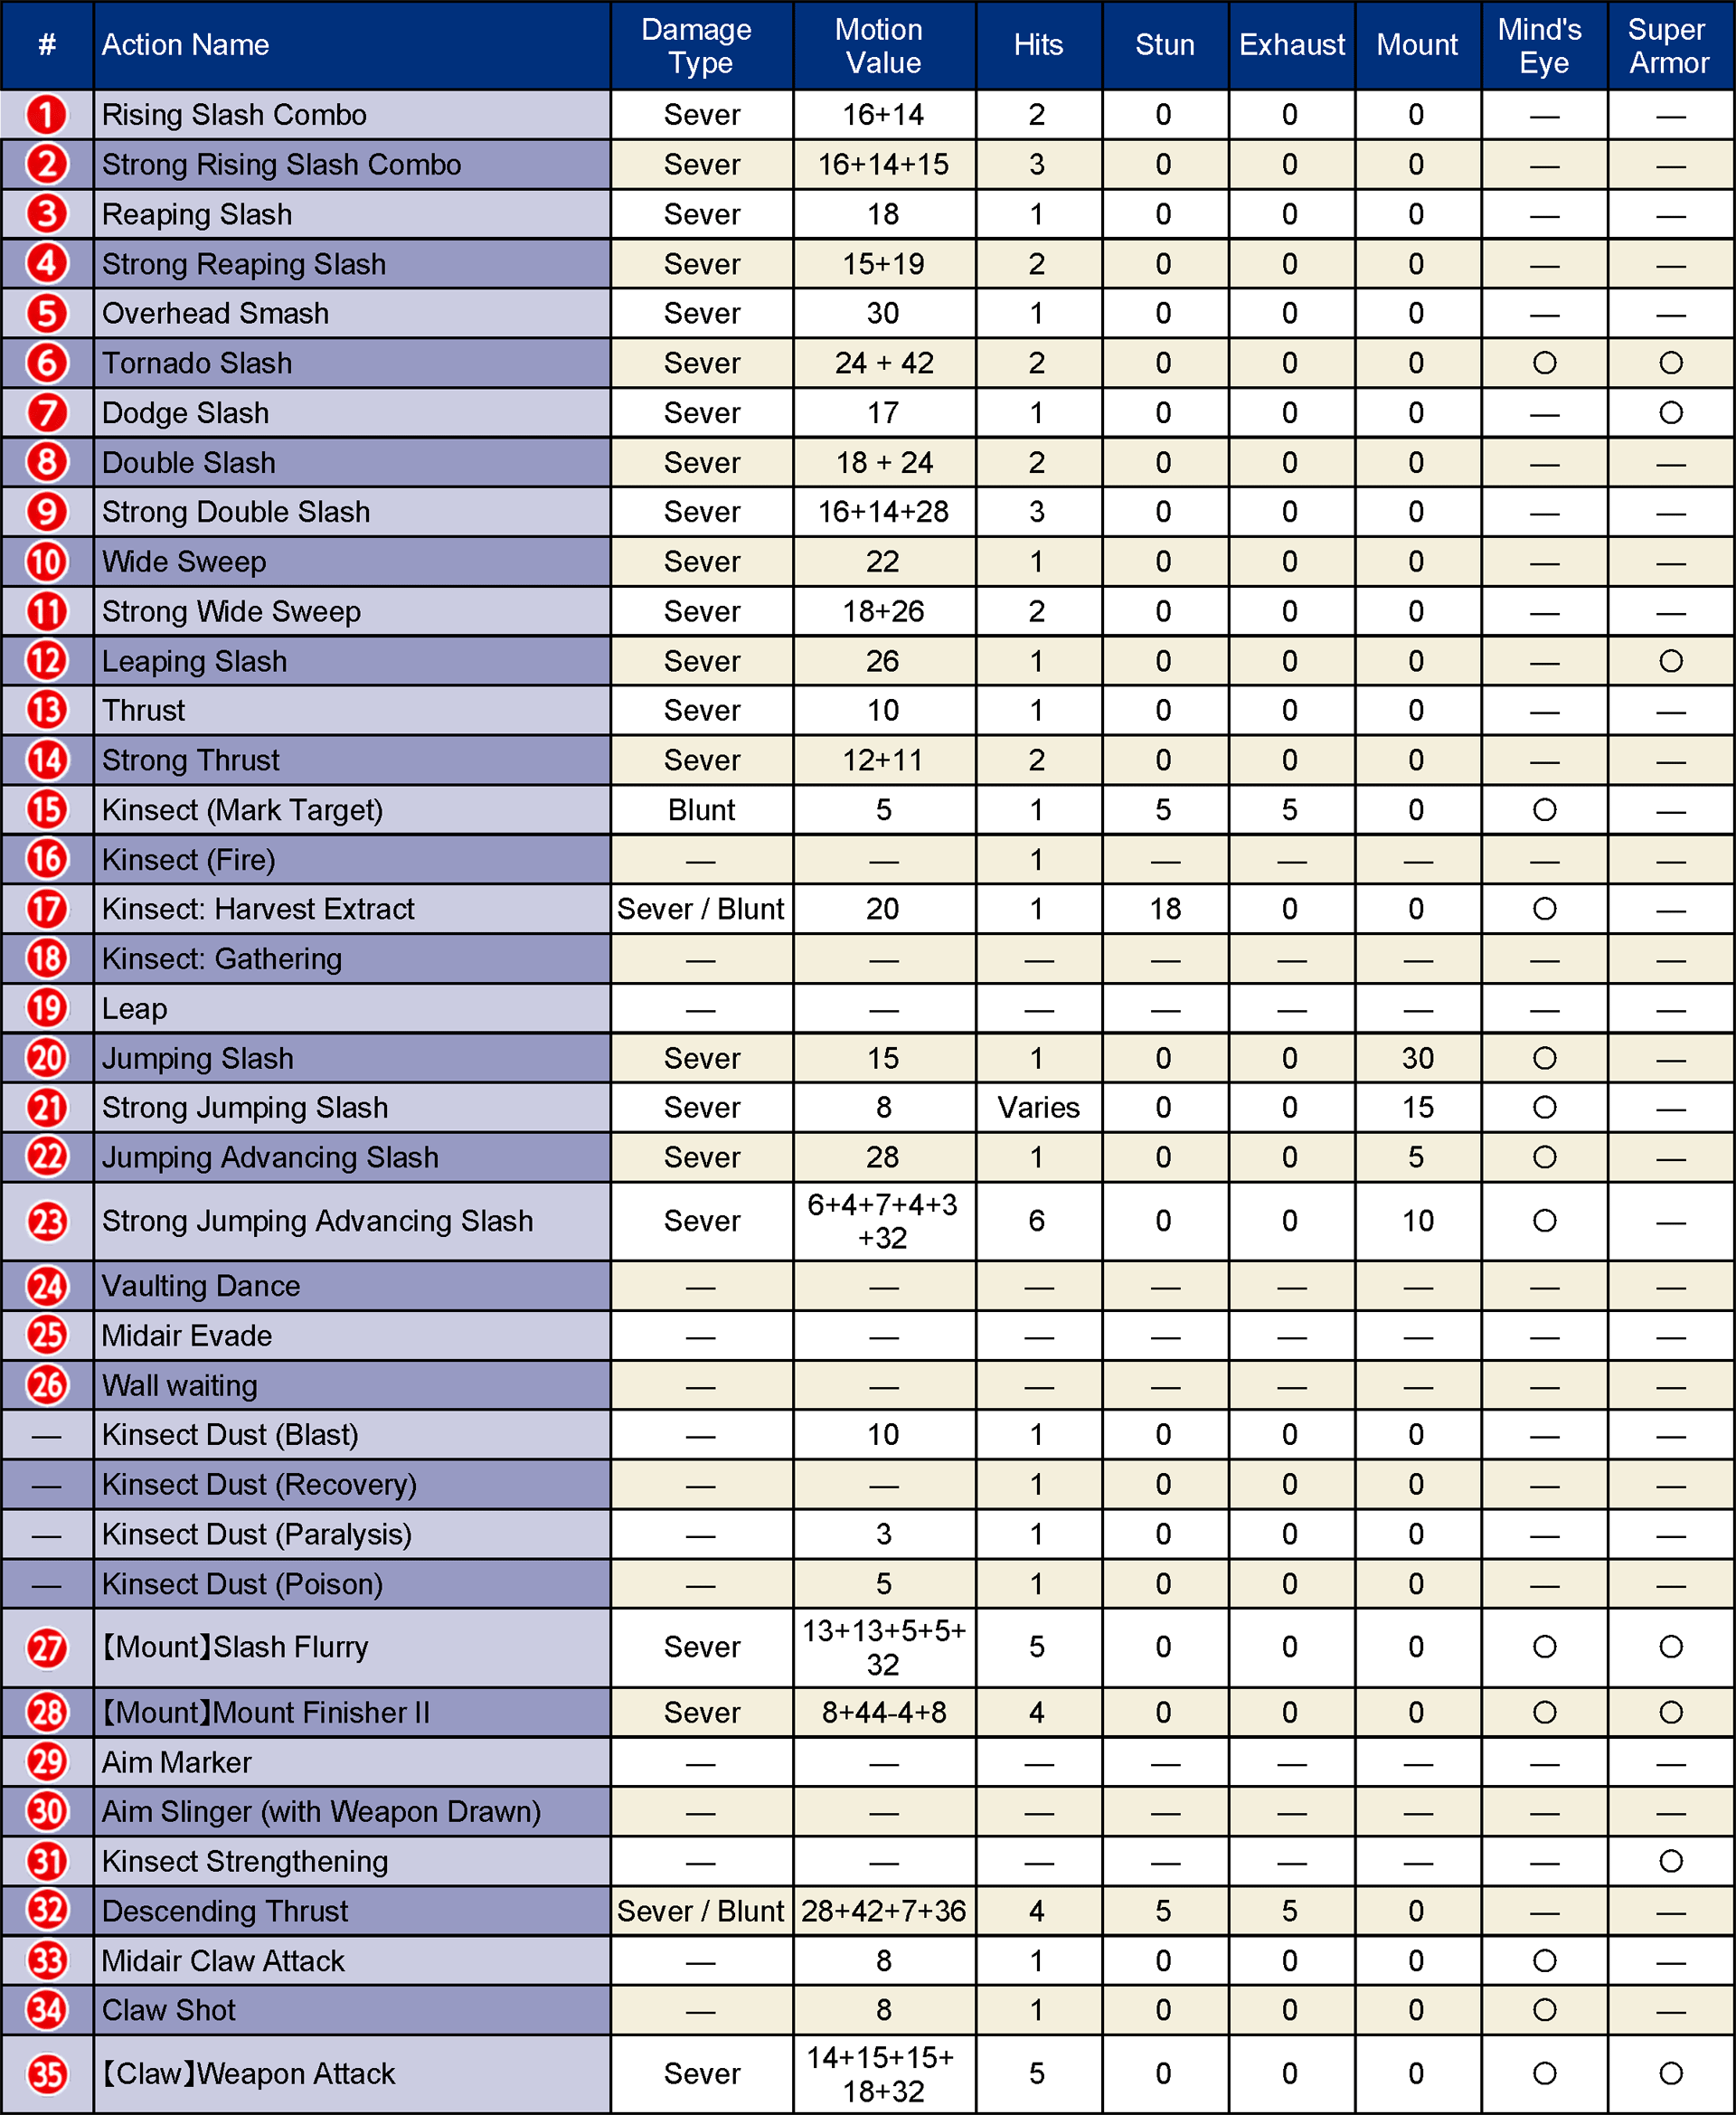 # Action Name Damage Type Motion Value Hits Stun Exhaust Mount Mind's Eye Super Armor
1 Rising Slash Combo Sever 16+14 2 0 0 0 — —
2 Strong Rising Slash Combo Sever 16+14+15 3 0 0 0 — —
3 Reaping Slash Sever 18 1 0 0 0 — —
4 Strong Reaping Slash Sever 15+19 2 0 0 0 — —
5 Overhead Smash Sever 30 1 0 0 0 — —
6 Tornado Slash Sever 24 + 42 2 0 0 0 ○ ○
7 Dodge Slash Sever 17 1 0 0 0 — ○
8 Double Slash Sever 18 + 24 2 0 0 0 — —
9 Strong Double Slash Sever 16+14+28 3 0 0 0 — —
10 Wide Sweep Sever 22 1 0 0 0 — —
11 Strong Wide Sweep Sever 18+26 2 0 0 0 — —
12 Leaping Slash Sever 26 1 0 0 0 — ○
13 Thrust Sever 10 1 0 0 0 — —
14 Strong Thrust Sever 12+11 2 0 0 0 — —
15 Kinsect (Mark Target) Blunt 5 1 5 5 0 ○ —
16 Kinsect (Fire) — — 1 — — — — —
17 Kinsect: Harvest Extract Sever / Blunt 20 1 18 0 0 ○ —
18 Kinsect: Gathering — — — — — — — —
19 Leap — — — — — — — —
20 Jumping Slash Sever 15 1 0 0 30 ○ —
21 Strong Jumping Slash Sever 8 Varies 0 0 15 ○ —
22 Jumping Advancing Slash Sever 28 1 0 0 5 ○ —
23 Strong Jumping Advancing Slash Sever 6+4+7+4+3+32 6 0 0 10 ○ —
24 Vaulting Dance — — — — — — — —
25 Midair Evade — — — — — — — —
26 Wall waiting — — — — — — — —
— Kinsect Dust (Blast) — 10 1 0 0 0 — —
— Kinsect Dust (Recovery) — — 1 0 0 0 — —
— Kinsect Dust (Paralysis) — 3 1 0 0 0 — —
— Kinsect Dust (Poison) — 5 1 0 0 0 — —
27 【Mount】Slash Flurry Sever 13+13+5+5+32 5 0 0 0 ○ ○
28 【Mount】Mount Finisher II Sever 8+44-4+8 4 0 0 0 ○ ○
29 Aim Marker — — — — — — — —
30 Aim Slinger (with Weapon Drawn) — — — — — — — —
31 Kinsect Strengthening — — — — — — — ○
32 Descending Thrust Sever / Blunt 28+42+7+36 4 5 5 0 — —
33 Midair Claw Attack — 8 1 0 0 0 ○ —
34 Claw Shot — 8 1 0 0 0 ○ —
35 【Claw】Weapon Attack Sever 14+15+15+18+32 5 0 0 0 ○ ○